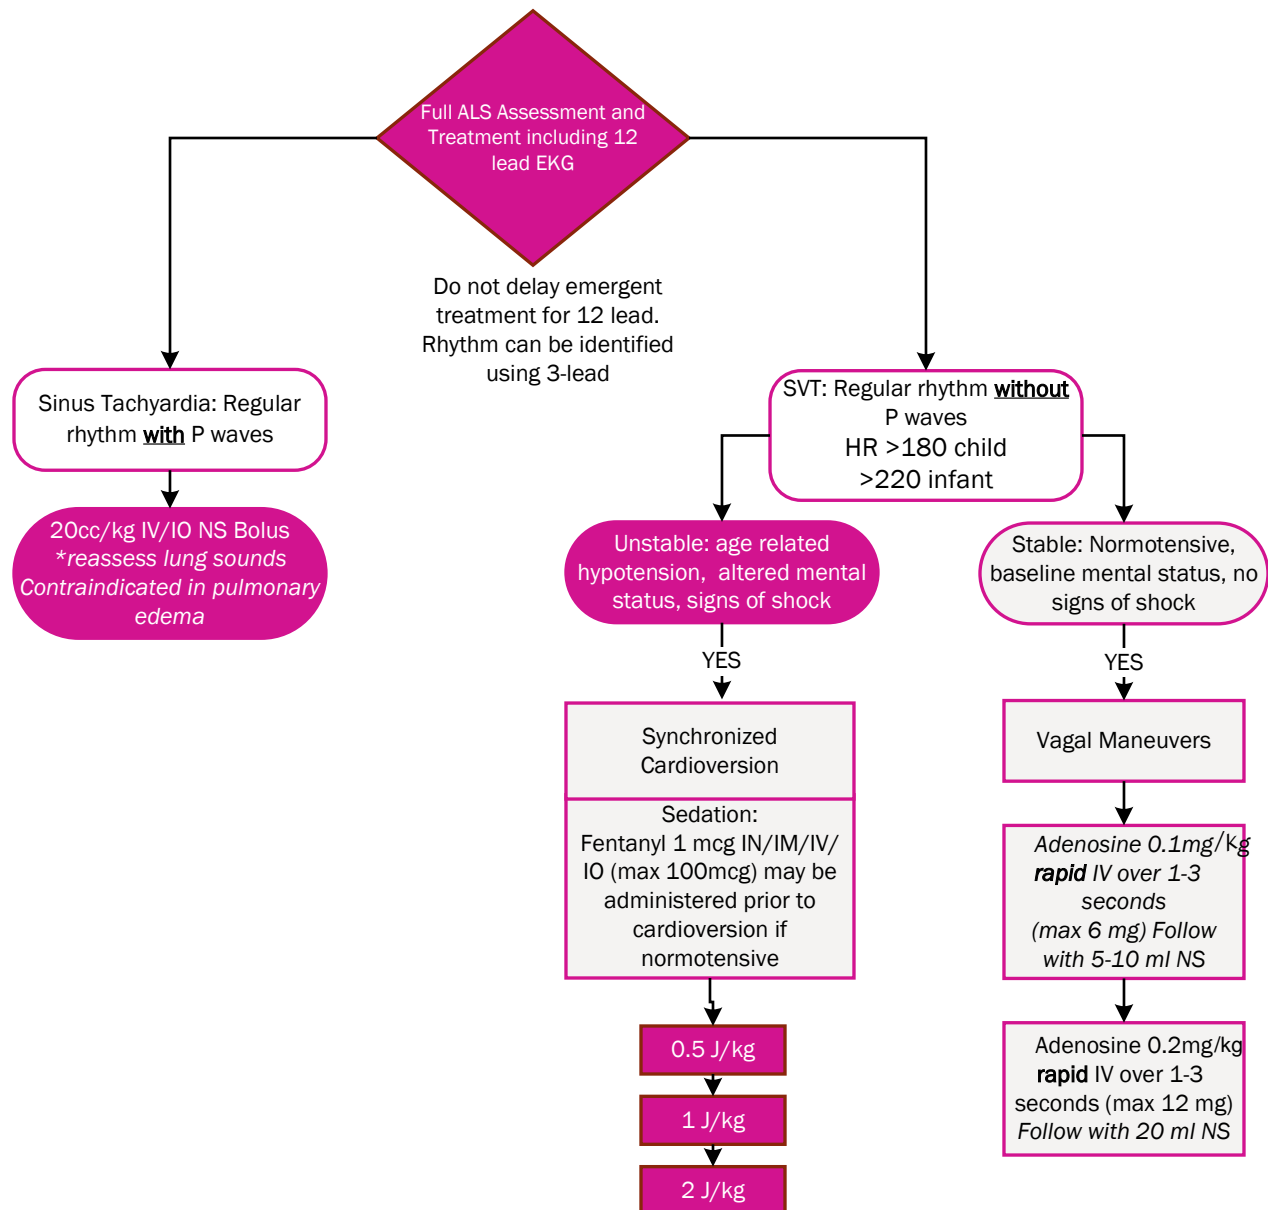 Full ALS Assessment and
Treatment including 12
lead EKG
Do not delay emergent
treatment for 12 lead.
Rhythm can be identified
using 3-lead
Sinus Tachyardia: Regular
rhythm with P waves
20cc/kg IV/IO NS Bolus
*reassess lung sounds
Contraindicated in pulmonary
edema
SVT: Regular rhythm without
P waves
HR >180 child
>220 infant
Unstable: age related
hypotension, altered mental
status, signs of shock
YES
Synchronized
Cardioversion
Sedation:
Fentanyl 1 mcg IN/IM/IV/
IO (max 100mcg) may be
administered prior to
cardioversion if
normotensive
0.5 J/kg
1 J/kg
2 J/kg
Stable: Normotensive,
baseline mental status, no
signs of shock
YES
Vagal Maneuvers
Adenosine 0.1mg/kg
rapid IV over 1-3
seconds
(max 6 mg) Follow
with 5-10 ml NS
Adenosine 0.2mg/kg
rapid IV over 1-3
seconds (max 12 mg)
Follow with 20 ml NS